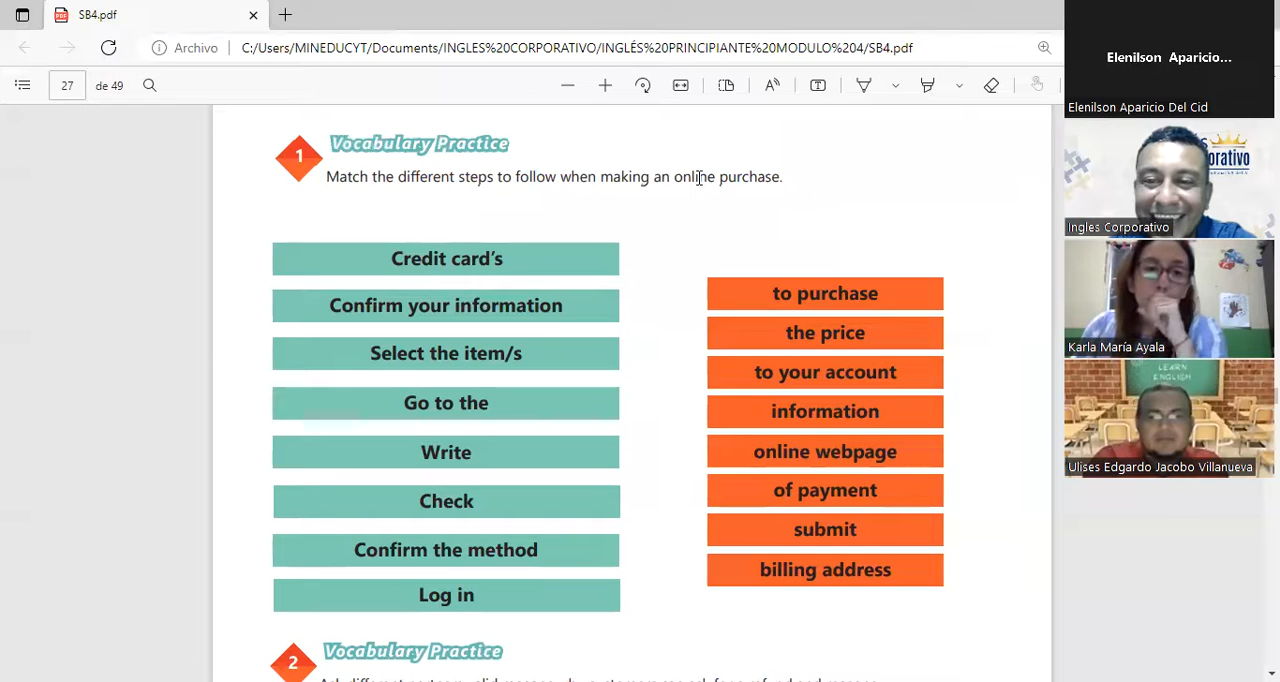 SB4.pdf
Archivo
C:/Users/MINEDUCYT/Documents/INGLES%20CORPORATIVO/INGLÉS%20PRINCIPIANTE%20MODULO%204/SB4.pdf
27 de 49
1
Vocabulary Practice
Match the different steps to follow when making an online purchase.
Credit card's
Confirm your information
Select the item/s
Go to the
Write
Check
Confirm the method
Log in
to purchase
the price
to your account
information
online webpage
of payment
submit
billing address
2
Vocabulary Practice
Elenilson Aparicio...
Elenilson Aparicio Del Cid
Ingles Corporativo
Karla María Ayala
LEARN
ENGLISH
Ulises Edgardo Jacobo Villanueva